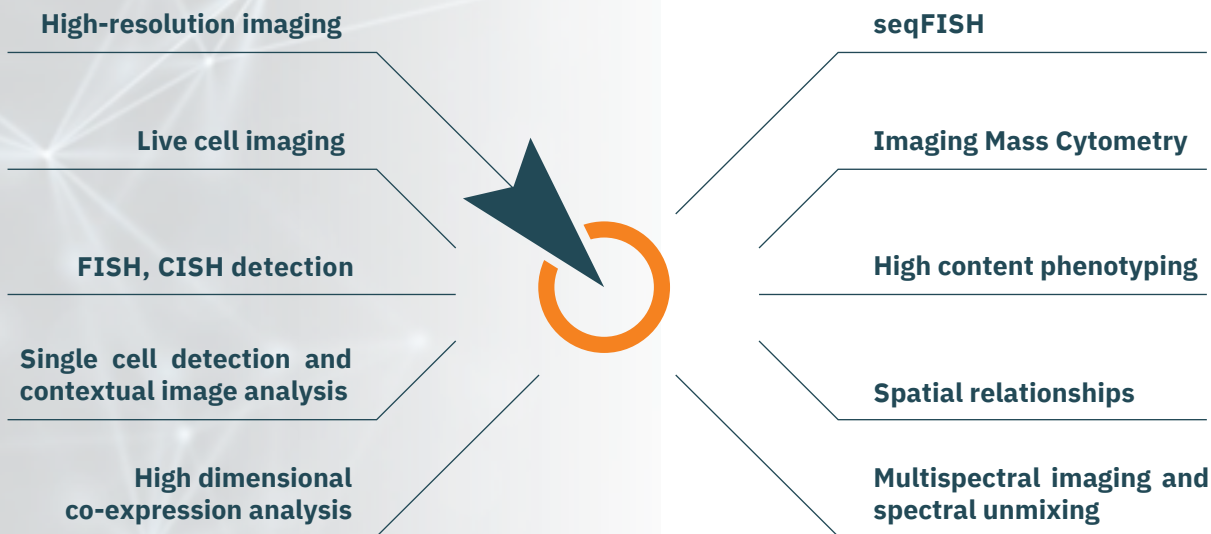 High-resolution imaging
Live cell imaging
FISH, CISH detection
Single cell detection and
contextual image analysis
High dimensional
co-expression analysis
seqFISH
Imaging Mass Cytometry
High content phenotyping
Spatial relationships
Multispectral imaging and
spectral unmixing